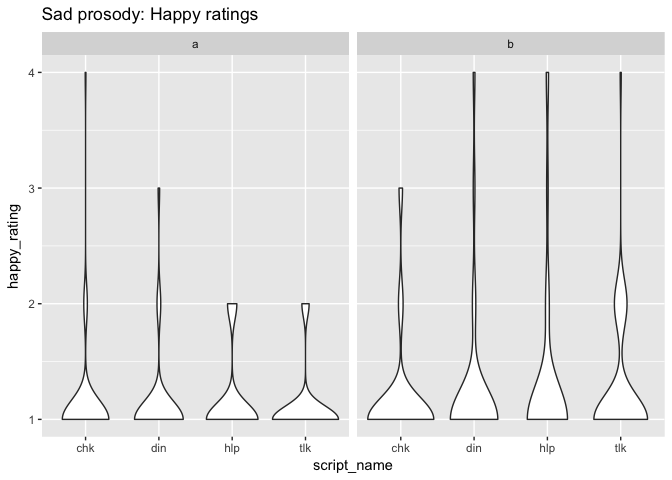 Sad prosody: Happy ratings
a b
4
3
2
1
happy_rating
chk din hlp tlk chk din hlp tlk
script_name